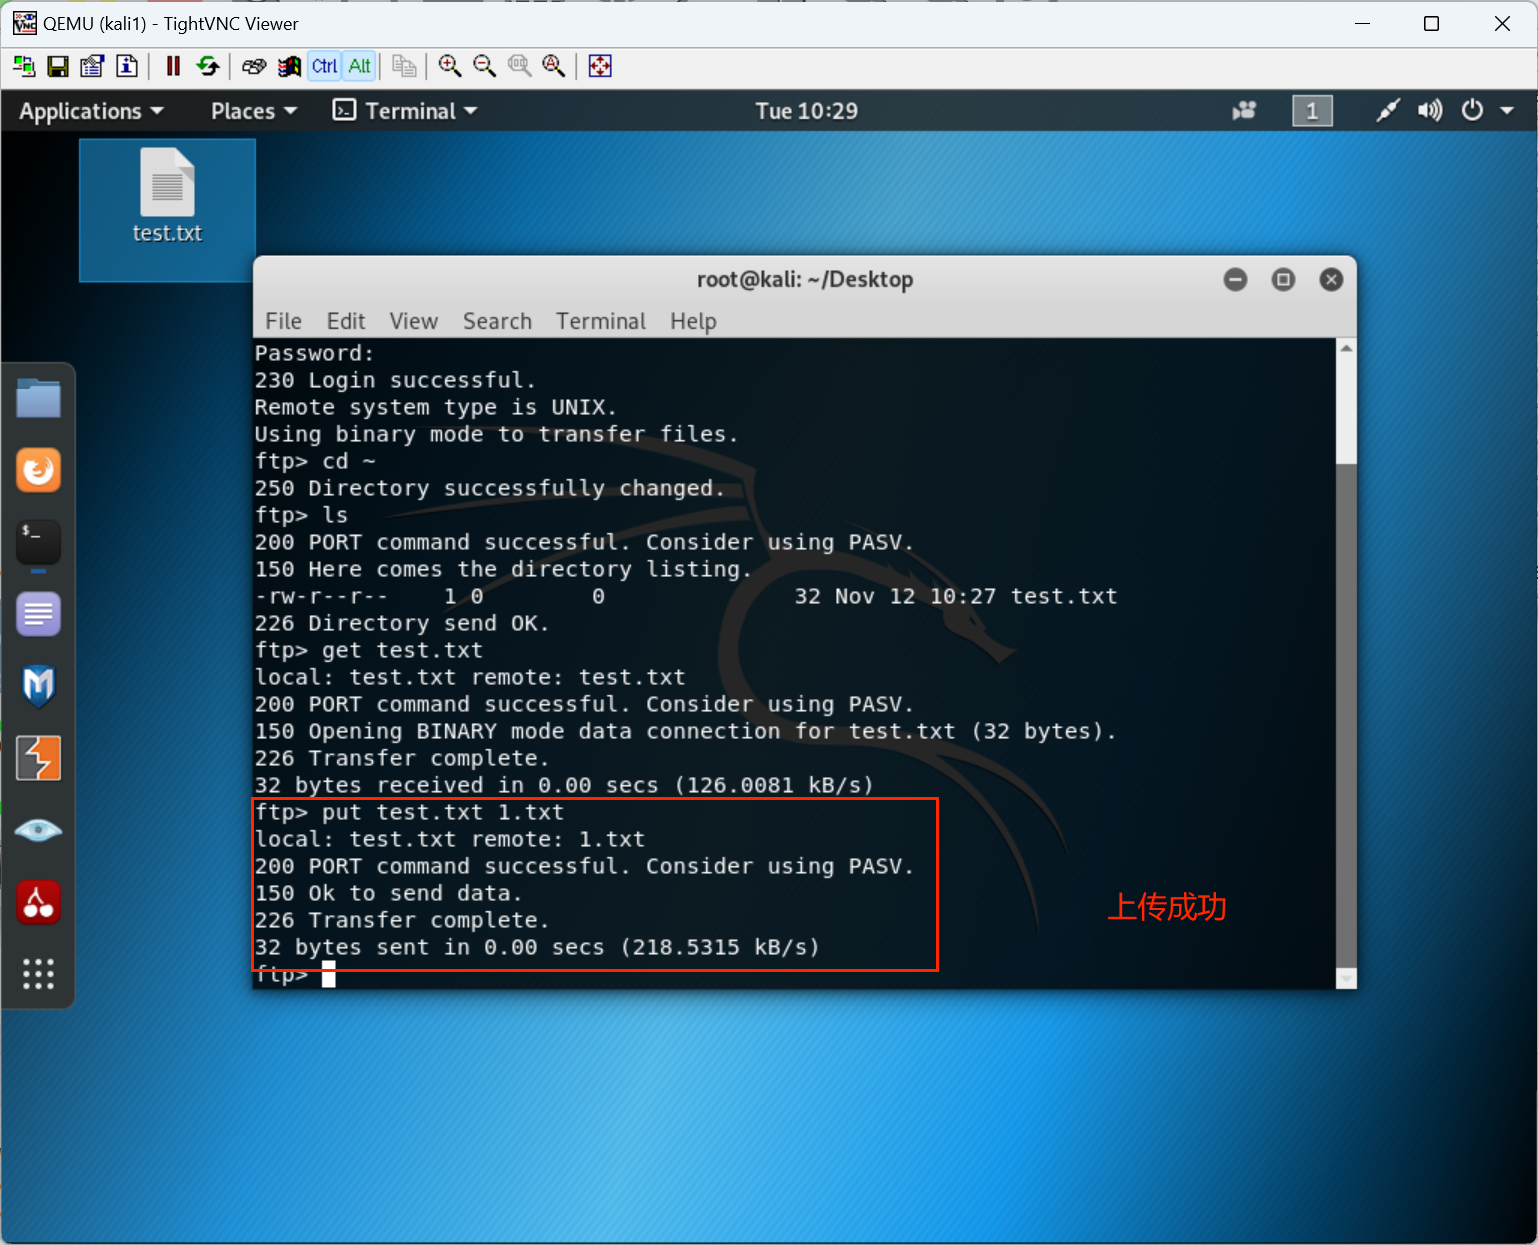 QEMU (kali1) - TightVNC Viewer
Ctrl Alt
Applications Places Terminal Tue 10:29 1
test.txt
root@kali: ~/Desktop
File Edit View Search Terminal Help
Password:
230 Login successful.
Remote system type is UNIX.
Using binary mode to transfer files.
ftp> cd ~
250 Directory successfully changed.
ftp> ls
200 PORT command successful. Consider using PASV.
150 Here comes the directory listing.
-rw-r--r--    1 0        0              32 Nov 12 10:27 test.txt
226 Directory send OK.
ftp> get test.txt
local: test.txt remote: test.txt
200 PORT command successful. Consider using PASV.
150 Opening BINARY mode data connection for test.txt (32 bytes).
226 Transfer complete.
32 bytes received in 0.00 secs (126.0081 kB/s)
ftp> put test.txt 1.txt
local: test.txt remote: 1.txt
200 PORT command successful. Consider using PASV.
150 Ok to send data.
226 Transfer complete.
32 bytes sent in 0.00 secs (218.5315 kB/s)
ftp>
上传成功